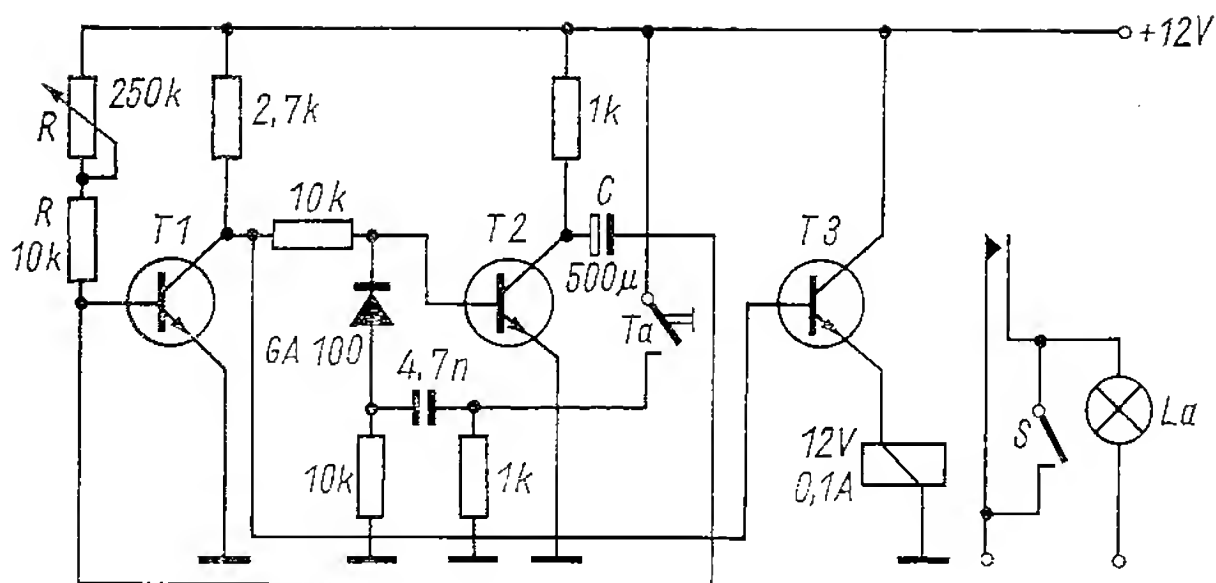 +12V
250k
R
2,7k
1k
R
10k
T1
10k
T2
C
500µ
T3
Ta
GA 100
4,7n
10k
1k
12V
0,1A
S
La